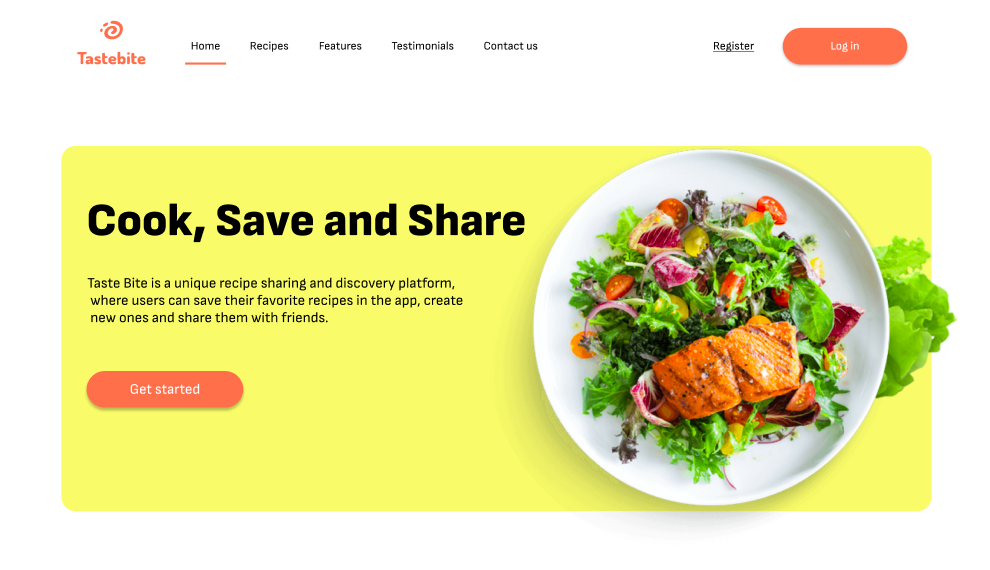 Tastebite
Home Recipes Features Testimonials Contact us Register Log in
Cook, Save and Share
Taste Bite is a unique recipe sharing and discovery platform,
where users can save their favorite recipes in the app, create
new ones and share them with friends.
Get started